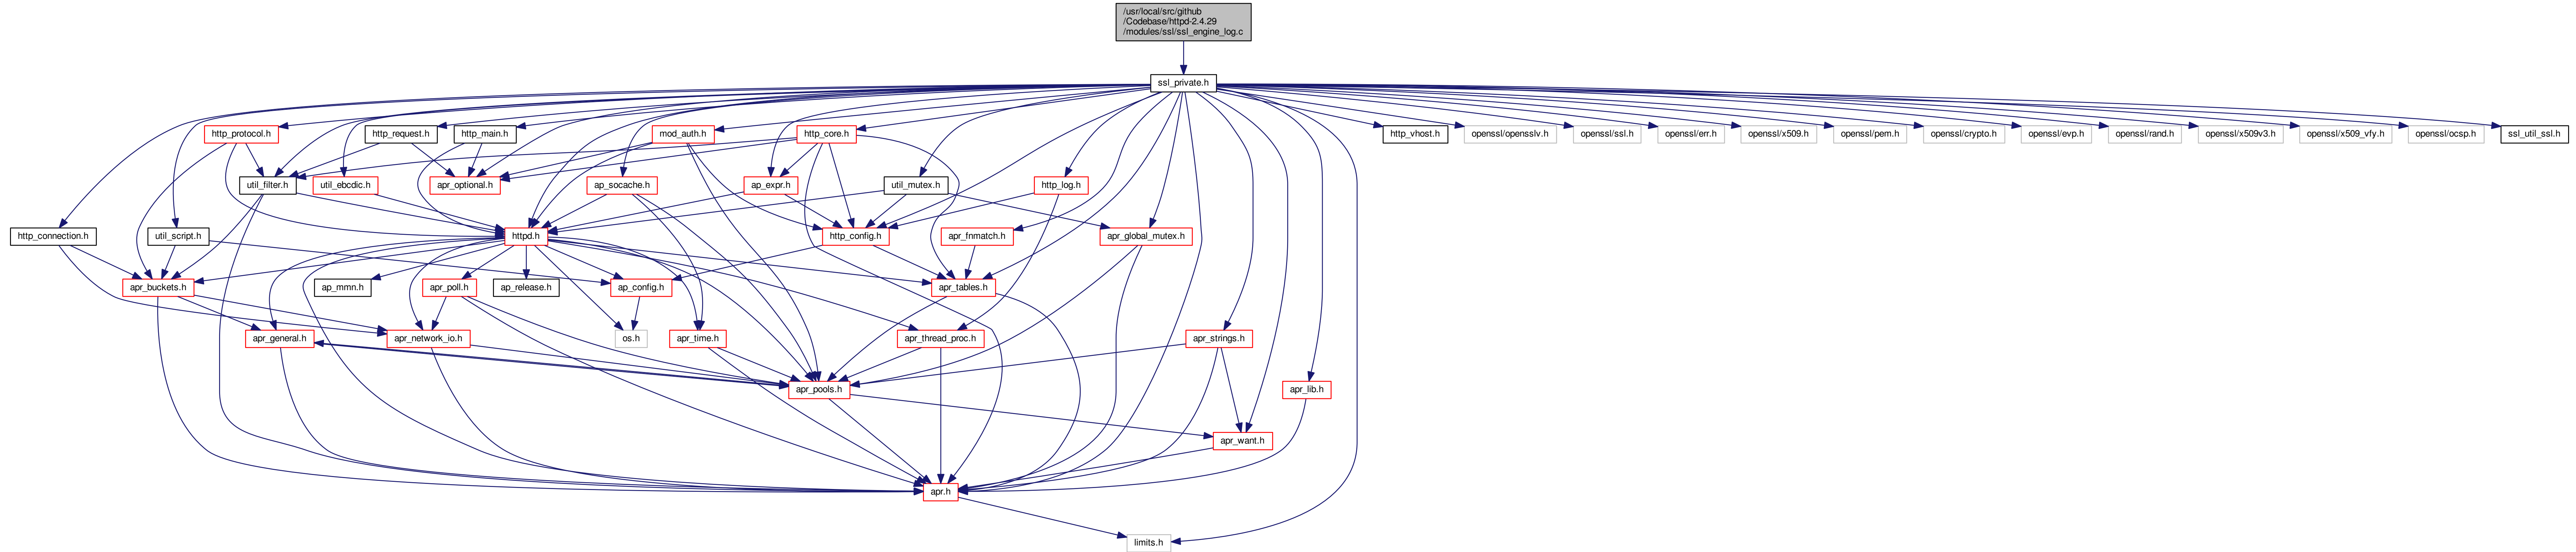 /usr/local/src/github
/Codebase/httpd-2.4.29
/modules/ssl/ssl_engine_log.c
ssl_private.h
http_protocol.h
http_request.h
http_main.h
mod_auth.h
http_core.h
http_vhost.h
openssl/opensslv.h
openssl/ssl.h
openssl/err.h
openssl/x509.h
openssl/pem.h
openssl/crypto.h
openssl/evp.h
openssl/rand.h
openssl/x509v3.h
openssl/x509_vfy.h
openssl/ocsp.h
ssl_util_ssl.h
util_filter.h
util_ebcdic.h
apr_optional.h
ap_socache.h
ap_expr.h
util_mutex.h
http_log.h
http_connection.h
util_script.h
httpd.h
http_config.h
apr_fnmatch.h
apr_global_mutex.h
apr_buckets.h
ap_mmn.h
apr_poll.h
ap_release.h
ap_config.h
apr_tables.h
apr_general.h
apr_network_io.h
os.h
apr_time.h
apr_thread_proc.h
apr_strings.h
apr_pools.h
apr_lib.h
apr_want.h
apr.h
limits.h